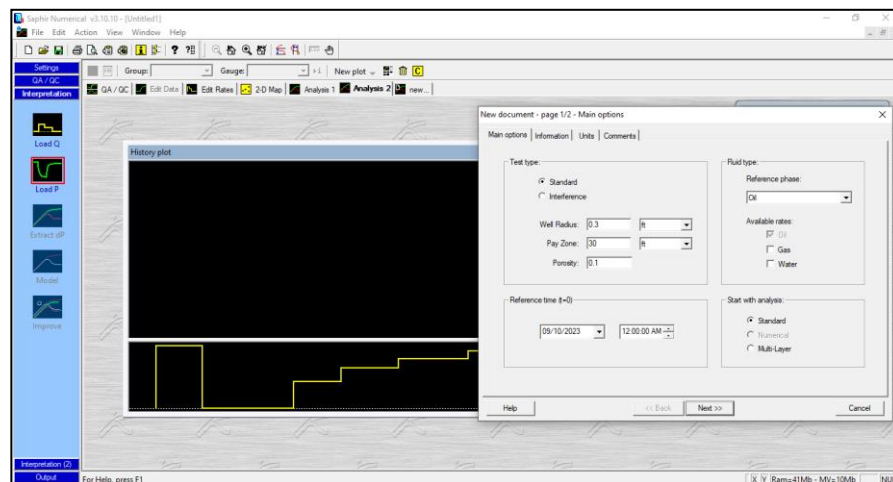 Saphir Numerical v3.10.10 - [Untitled1]
File Edit Action View Window Help
Settings
QA / QC
Interpretation
Group: Gauge: New plot
QA / QC Edit Data Edit Rates 2-D Map Analysis 1 Analysis 2 new...
Load Q
Load P
Extract dP
Model
Improve
History plot
New document - page 1/2 - Main options
Main options Information Units Comments
Test type:
Standard
Interference
Well Radius: 0.3 ft
Pay Zone: 30 ft
Porosity: 0.1
Fluid type:
Reference phase:
Oil
Available rates:
Oil
Gas
Water
Reference time (t=0)
09/10/2023 12:00:00 AM
Start with analysis:
Standard
Numerical
Multi-Layer
Help << Back Next >> Cancel
Interpretation (2)
Output
For Help, press F1
X Y Ram=41Mb - MV=10Mb NU